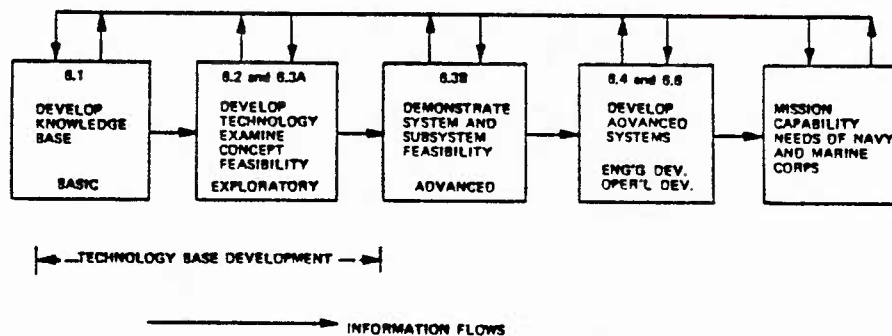 6.1
DEVELOP
KNOWLEDGE
BASE
BASIC
6.2 and 6.3A
DEVELOP
TECHNOLOGY
EXAMINE
CONCEPT
FEASIBILITY
EXPLORATORY
6.3B
DEMONSTRATE
SYSTEM AND
SUBSYSTEM
FEASIBILITY
ADVANCED
6.4 and 6.6
DEVELOP
ADVANCED
SYSTEMS
ENG'G DEV.
OPER'L DEV.
MISSION
CAPABILITY
NEEDS OF NAVY
AND MARINE
CORPS
TECHNOLOGY BASE DEVELOPMENT
INFORMATION FLOWS